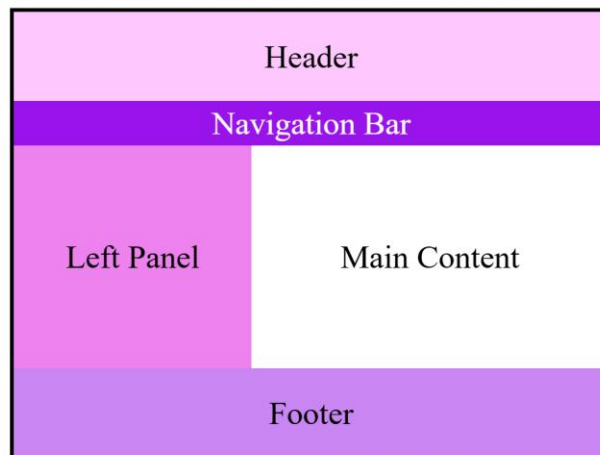 Header
Navigation Bar
Left Panel
Main Content
Footer